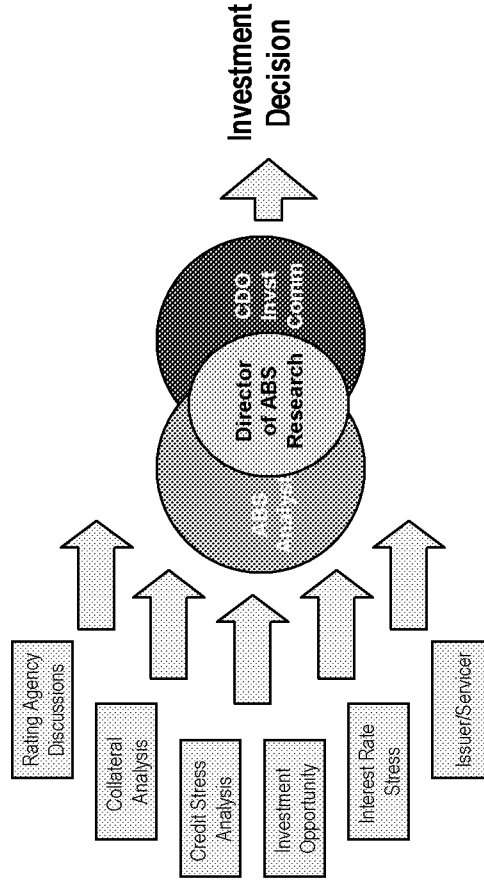 Rating Agency
Discussions
Collateral
Analysis
Credit Stress
Analysis
Investment
Opportunity
Interest Rate
Stress
Issuer/Servicer
ABS
Analyst
Director
of ABS
Research
CDO
Invst
Comm
Investment
Decision